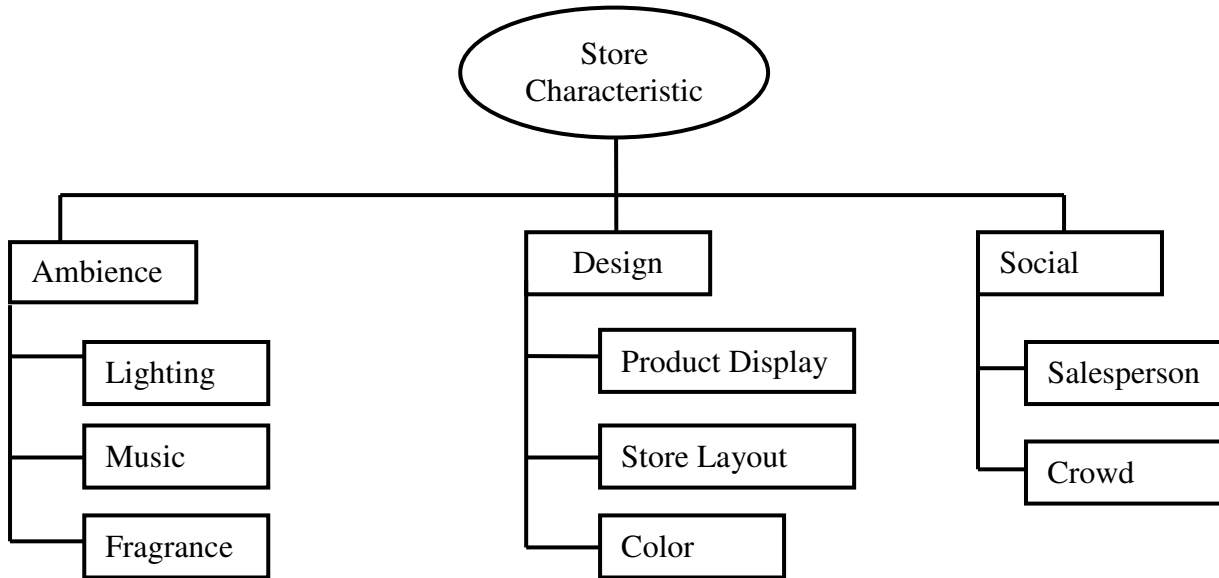 Store
Characteristic
Ambience
Lighting
Music
Fragrance
Design
Product Display
Store Layout
Color
Social
Salesperson
Crowd